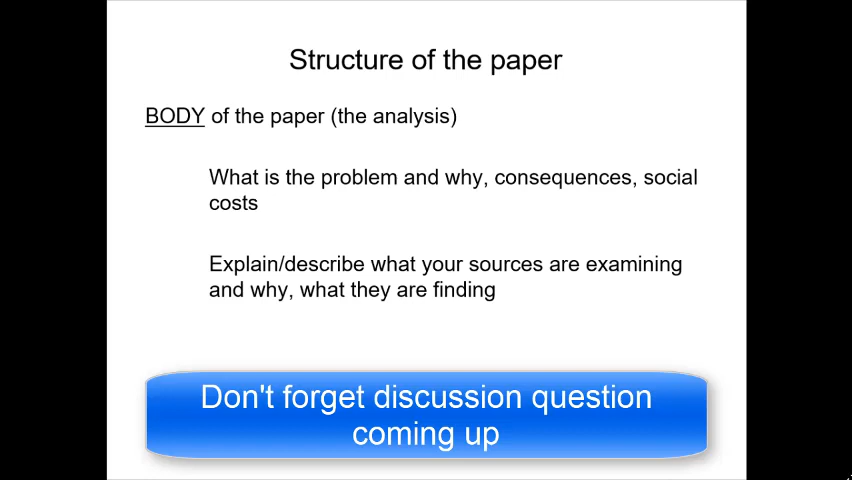 Structure of the paper
BODY of the paper (the analysis)
What is the problem and why, consequences, social
costs
Explain/describe what your sources are examining
and why, what they are finding
Don't forget discussion question
coming up